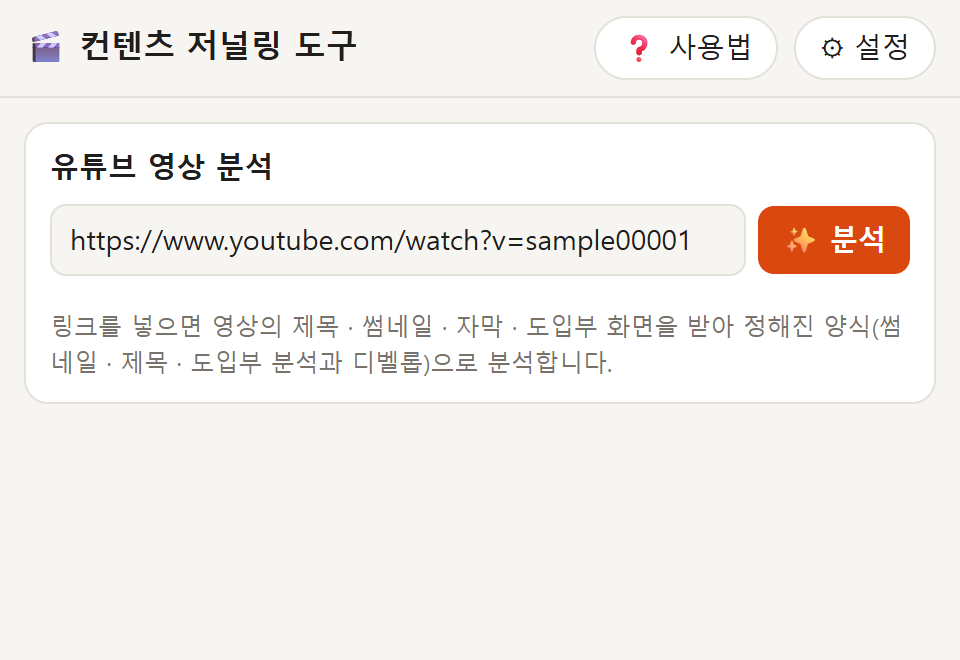 컨텐츠 저널링 도구
❓ 사용법
⚙ 설정
유튜브 영상 분석
https://www.youtube.com/watch?v=sample00001
✨ 분석
링크를 넣으면 영상의 제목 · 썸네일 · 자막 · 도입부 화면을 받아 정해진 양식(썸
네일 · 제목 · 도입부 분석과 디벨롭)으로 분석합니다.